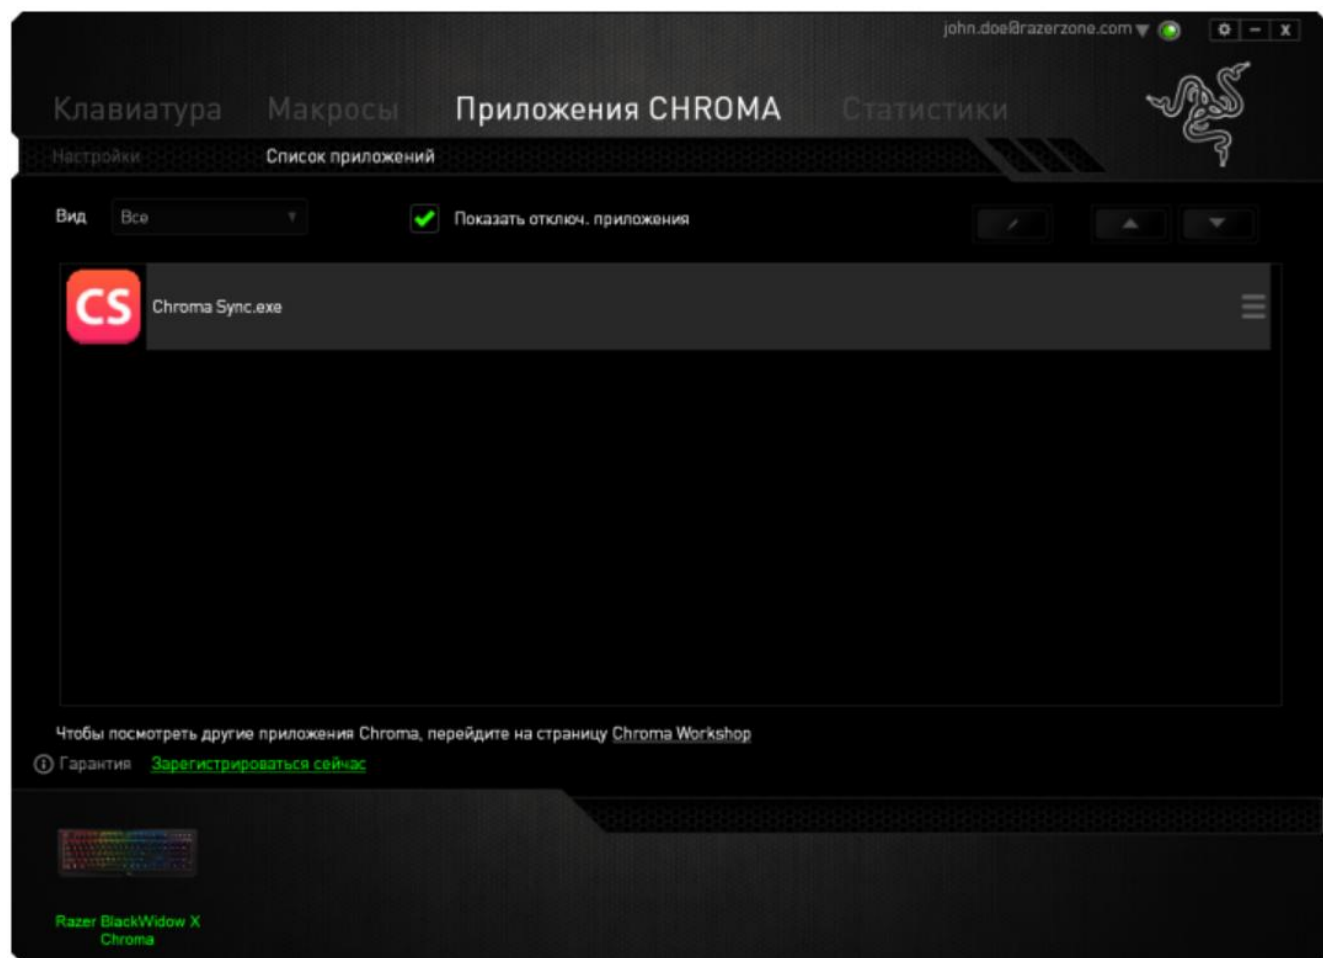 john.doe@razerzone.com
Клавиатура Макросы Приложения CHROMA Статистики
Настройки Список приложений
Вид Все Показать отключ. приложения
CS Chroma Sync.exe
Чтобы посмотреть другие приложения Chroma, перейдите на страницу Chroma Workshop
Гарантия Зарегистрироваться сейчас
Razer BlackWidow X
Chroma